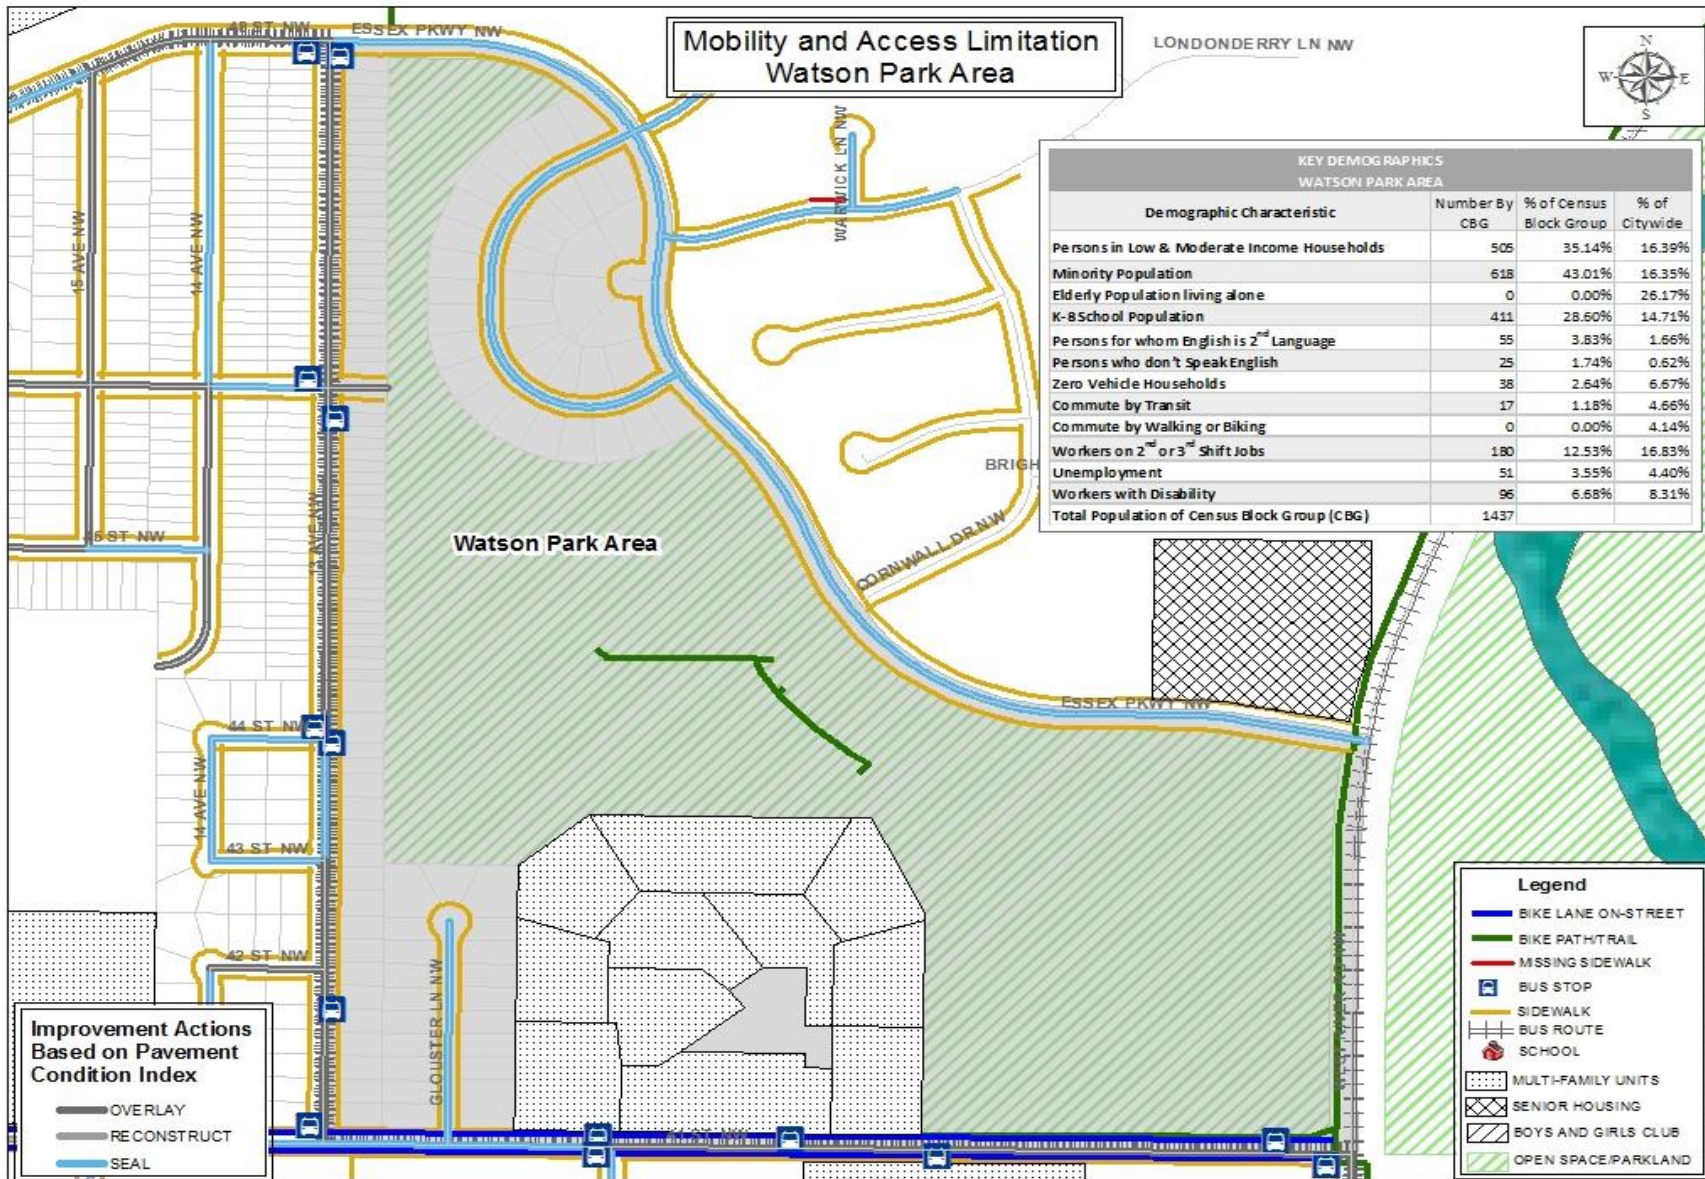 48 ST NW
ESSEX PKWY NW
Mobility and Access Limitation
Watson Park Area
LONDONDERRY LN NW
N
W
E
S
WARWICK LN NW
KEY DEMOGRAPHICS
WATSON PARK AREA
Demographic Characteristic Number By CBG % of Census Block Group % of Citywide
Persons in Low & Moderate Income Households 505 35.14% 16.39%
Minority Population 618 43.01% 16.35%
Elderly Population living alone 0 0.00% 26.17%
K-8 School Population 411 28.60% 14.71%
Persons for whom English is 2nd Language 55 3.83% 1.66%
Persons who don't Speak English 25 1.74% 0.62%
Zero Vehicle Households 38 2.64% 6.67%
Commute by Transit 17 1.18% 4.66%
Commute by Walking or Biking 0 0.00% 4.14%
Workers on 2nd or 3rd Shift Jobs 180 12.53% 16.83%
Unemployment 51 3.55% 4.40%
Workers with Disability 96 6.68% 8.31%
Total Population of Census Block Group (CBG) 1437
15 AVE NW
14 AVE NW
13 AVE NW
45 ST NW
BRIGH
CORNWALL DR NW
Watson Park Area
ESSEX PKWY NW
44 ST NW
14 AVE NW
43 ST NW
42 ST NW
GLOUSTER LN NW
41 ST NW
Improvement Actions
Based on Pavement
Condition Index
OVERLAY
RECONSTRUCT
SEAL
Legend
BIKE LANE ON-STREET
BIKE PATH/TRAIL
MISSING SIDEWALK
BUS STOP
SIDEWALK
BUS ROUTE
SCHOOL
MULTI-FAMILY UNITS
SENIOR HOUSING
BOYS AND GIRLS CLUB
OPEN SPACE/PARKLAND